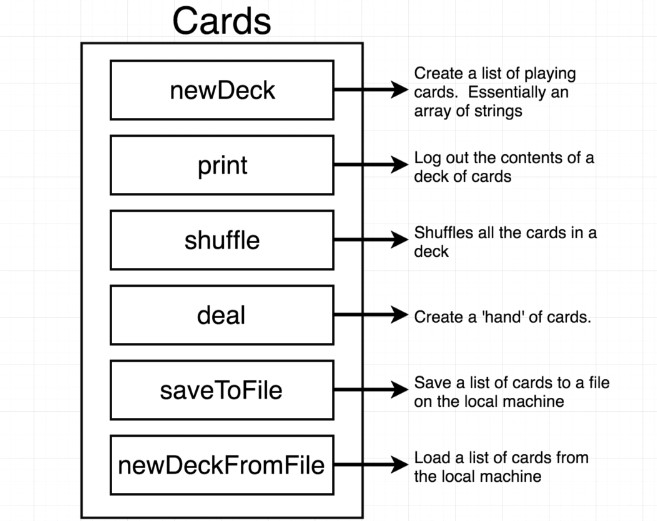 Cards
newDeck
Create a list of playing
cards.  Essentially an
array of strings
print
Log out the contents of a
deck of cards
shuffle
Shuffles all the cards in a
deck
deal
Create a 'hand' of cards.
saveToFile
Save a list of cards to a file
on the local machine
newDeckFromFile
Load a list of cards from
the local machine